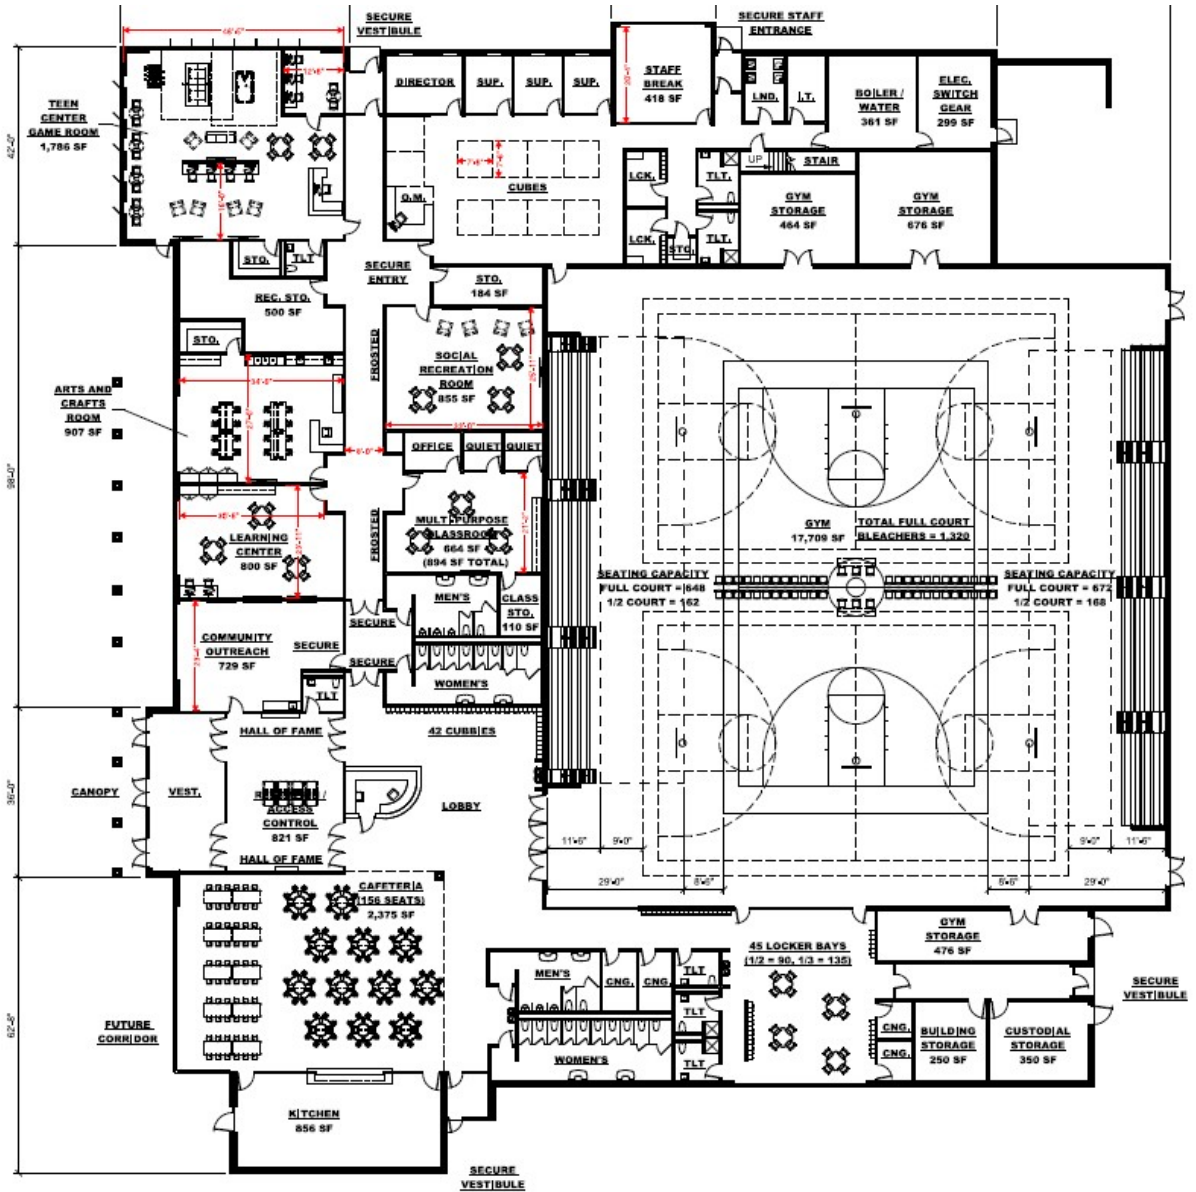 SECURE
VESTIBULE
SECURE STAFF
ENTRANCE
46'-6"
12'-6"
TEEN
CENTER
GAME ROOM
1,786 SF
42'-0"
DIRECTOR
SUP.
SUP.
SUP.
STAFF
BREAK
418 SF
LND.
I.T.
BOILER /
WATER
361 SF
ELEC.
SWITCH
GEAR
299 SF
CUBES
O.M.
LCK.
LCK.
TLT.
TLT.
STO.
UP
STAIR
GYM
STORAGE
464 SF
GYM
STORAGE
676 SF
STO.
TLT
SECURE
ENTRY
STO.
184 SF
REC. STO.
500 SF
STO.
FROSTED
SOCIAL
RECREATION
ROOM
855 SF
ARTS AND
CRAFTS
ROOM
907 SF
34'-0"
OFFICE
QUIET
QUIET
98'-0"
LEARNING
CENTER
800 SF
FROSTED
MULTI-PURPOSE
CLASSROOM
664 SF
(894 SF TOTAL)
GYM
17,709 SF
TOTAL FULL COURT
BLEACHERS = 1,320
SEATING CAPACITY
FULL COURT = 648
1/2 COURT = 162
SEATING CAPACITY
FULL COURT = 672
1/2 COURT = 168
MEN'S
CLASS
STO.
110 SF
SECURE
SECURE
SECURE
COMMUNITY
OUTREACH
729 SF
TLT
WOMEN'S
HALL OF FAME
42 CUBBIES
36'-0"
CANOPY
VEST.
ACCESS
CONTROL
821 SF
HALL OF FAME
LOBBY
11'-6"
9'-0"
9'-0"
11'-6"
29'-0"
29'-0"
CAFETERIA
(156 SEATS)
2,375 SF
GYM
STORAGE
476 SF
45 LOCKER BAYS
(1/2 = 90, 1/3 = 135)
MEN'S
CNG.
CNG.
TLT
TLT
TLT
WOMEN'S
CNG.
CNG.
BUILDING
STORAGE
250 SF
CUSTODIAL
STORAGE
350 SF
SECURE
VESTIBULE
FUTURE
CORRIDOR
62'-8"
KITCHEN
856 SF
SECURE
VESTIBULE